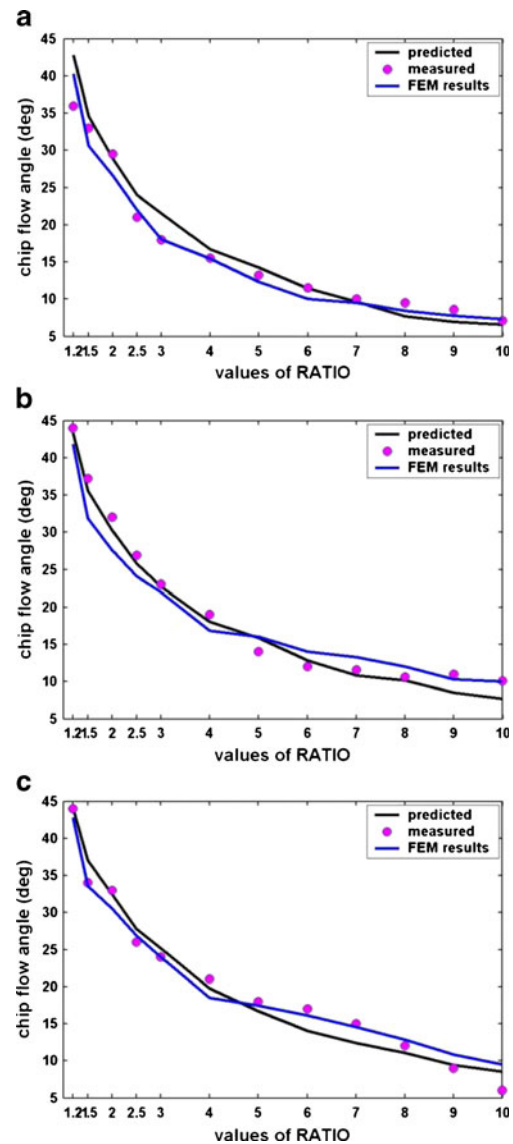 a
45
40
35
30
25
20
15
10
5
chip flow angle (deg)
predicted
measured
FEM results
1.21.5 2 2.5 3 4 5 6 7 8 9 10
values of RATIO
b
45
40
35
30
25
20
15
10
5
chip flow angle (deg)
predicted
measured
FEM results
1.21.5 2 2.5 3 4 5 6 7 8 9 10
values of RATIO
c
45
40
35
30
25
20
15
10
5
chip flow angle (deg)
predicted
measured
FEM results
1.21.5 2 2.5 3 4 5 6 7 8 9 10
values of RATIO